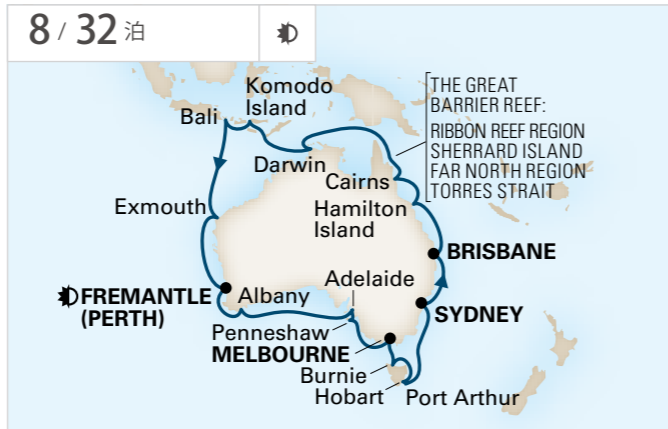 8 / 32 泊
Komodo
Island
Bali
THE GREAT
BARRIER REEF:
RIBBON REEF REGION
SHERRARD ISLAND
FAR NORTH REGION
TORRES STRAIT
Darwin
Cairns
Exmouth
Hamilton
Island
BRISBANE
Adelaide
FREMANTLE
(PERTH)
Albany
SYDNEY
Penneshaw
MELBOURNE
Burnie
Hobart
Port Arthur